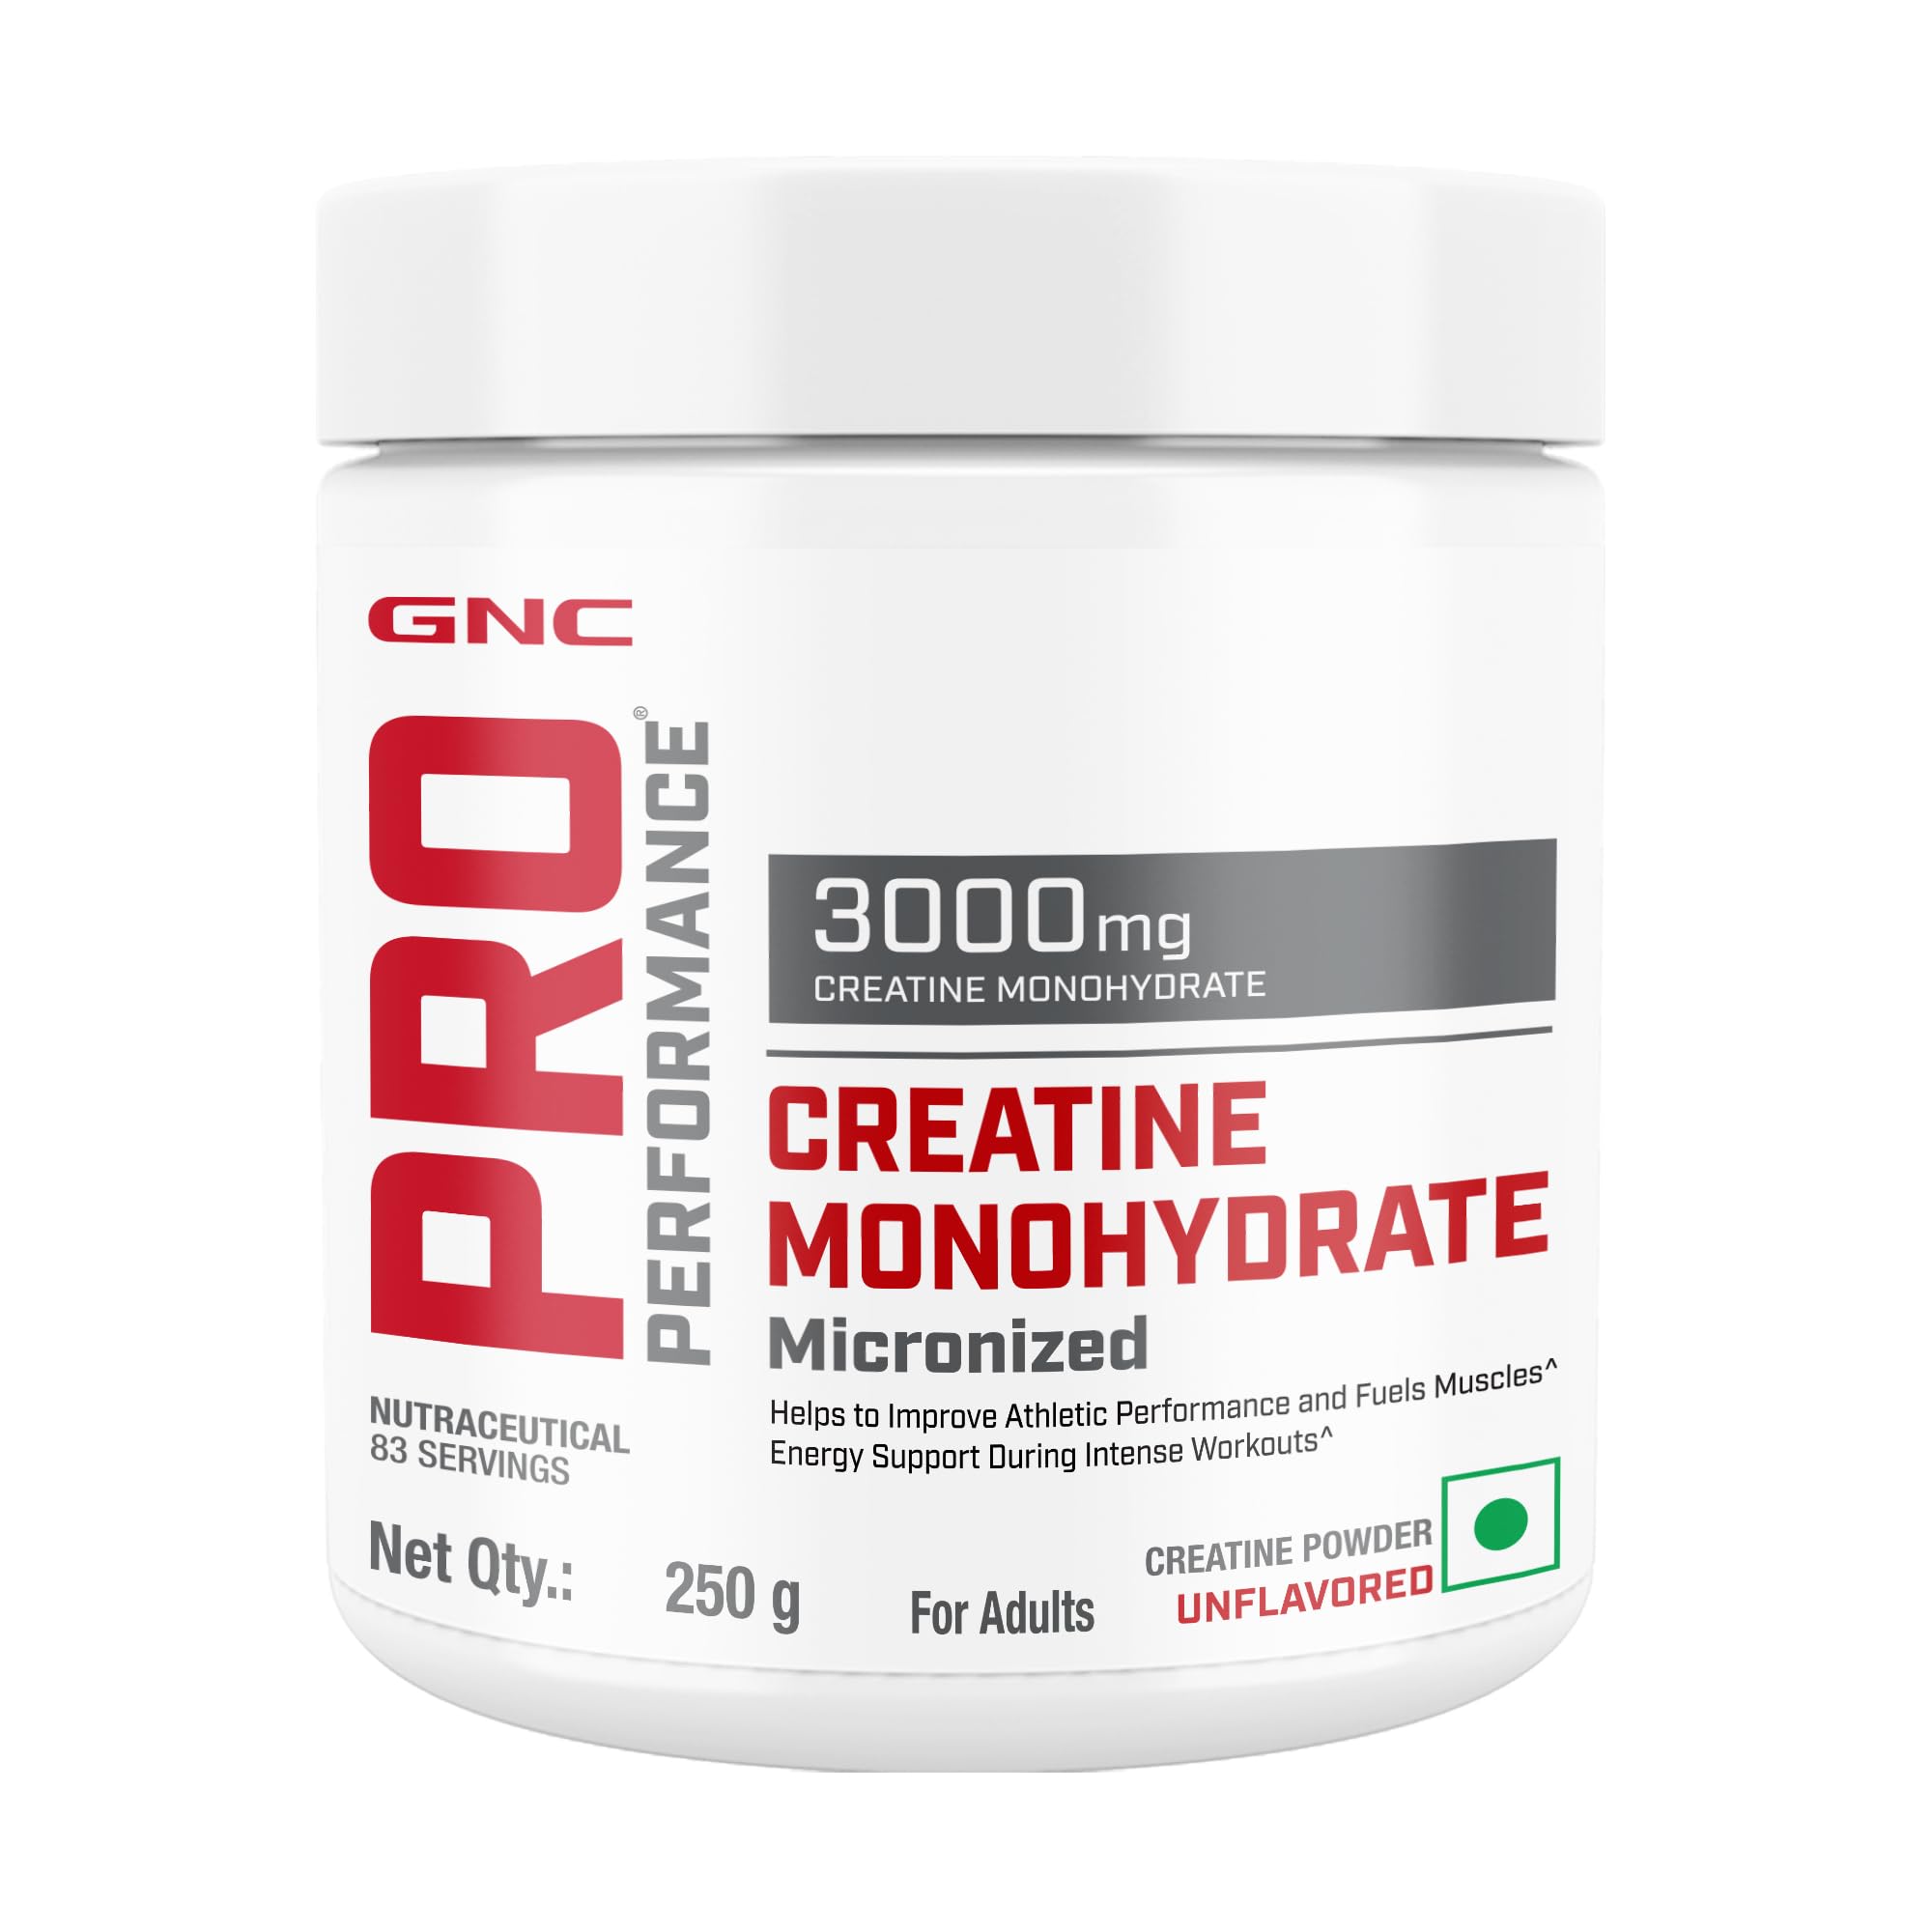 GNC
PRO
PERFORMANCE®
3000mg
CREATINE MONOHYDRATE
CREATINE
MONOHYDRATE
Micronized
Helps to Improve Athletic Performance and Fuels Muscles^
Energy Support During Intense Workouts^
NUTRACEUTICAL
83 SERVINGS
Net Qty.: 250 g
For Adults
CREATINE POWDER
UNFLAVORED